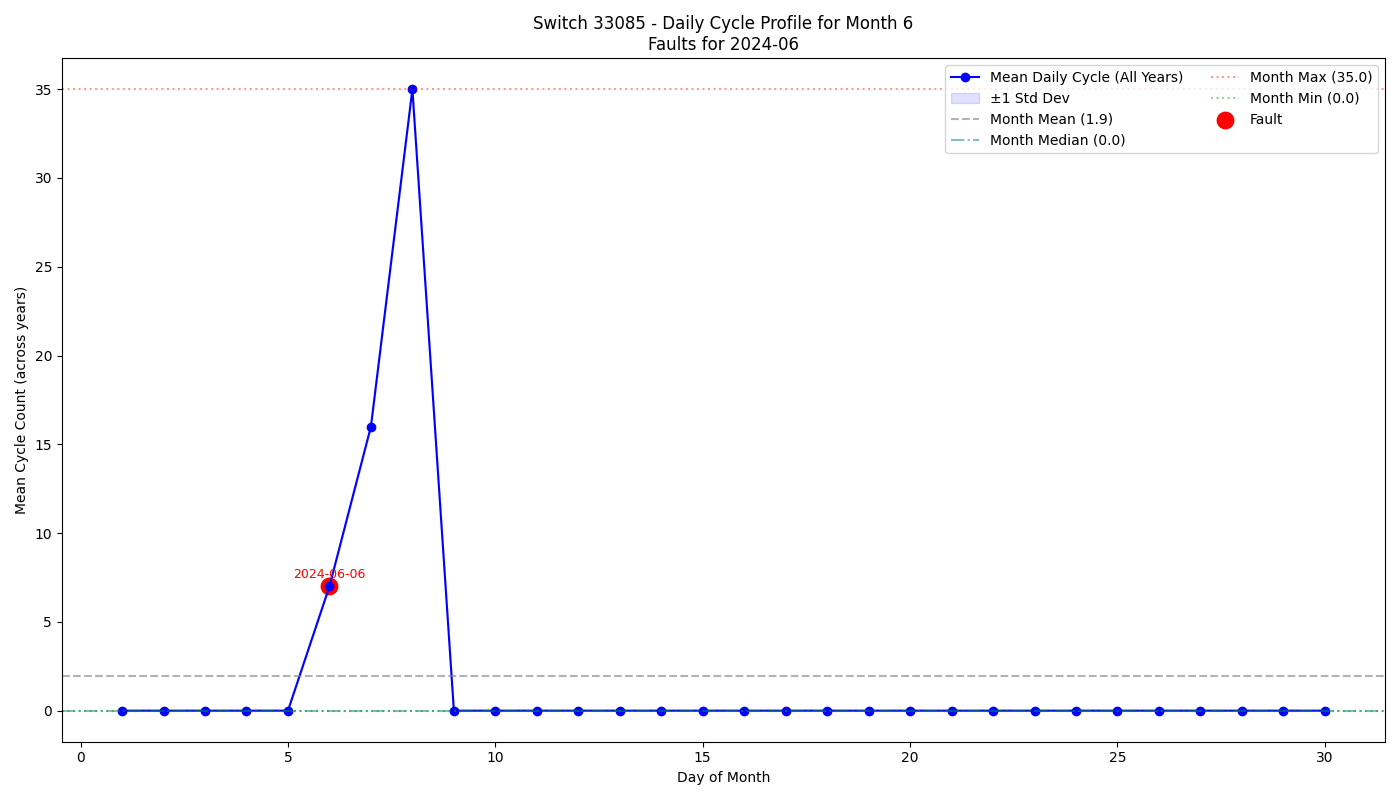 Switch 33085 - Daily Cycle Profile for Month 6
Faults for 2024-06
Mean Daily Cycle (All Years)
±1 Std Dev
Month Mean (1.9)
Month Median (0.0)
Month Max (35.0)
Month Min (0.0)
Fault
Mean Cycle Count (across years)
35
30
25
20
15
10
5
0
2024-06-06
0
5
10
15
20
25
30
Day of Month